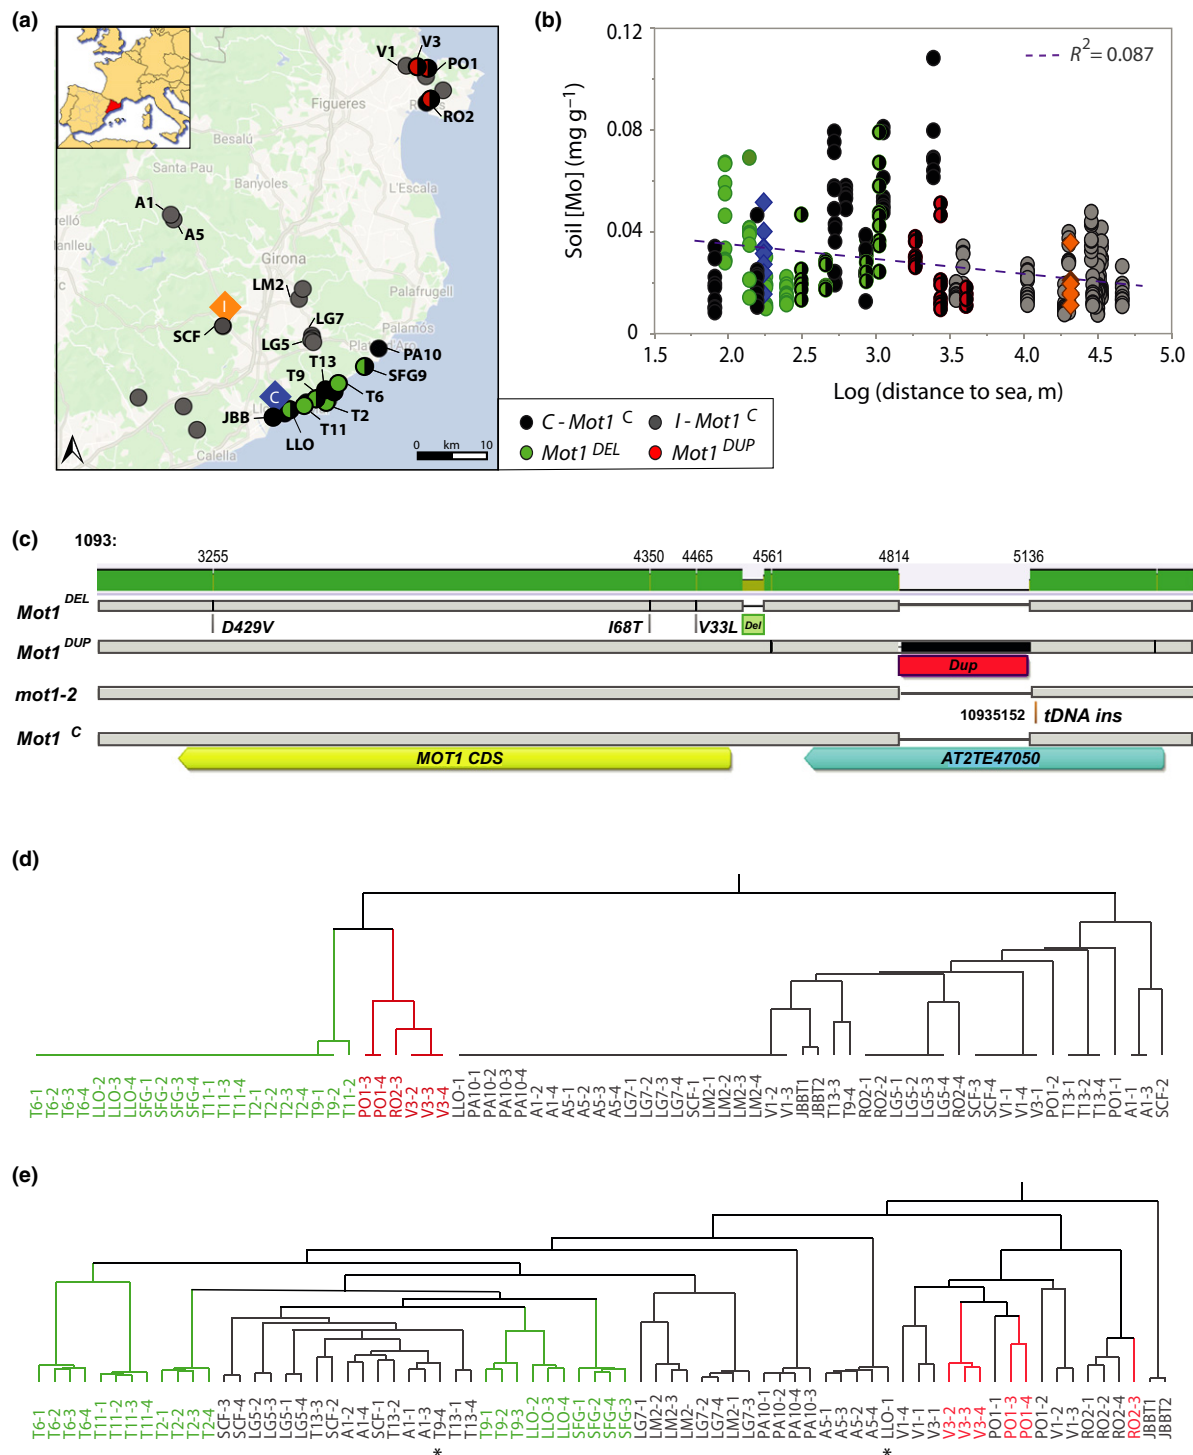 (a)
V1
V3
PO1
RO2
Figueres
Besalú
Santa Pau
Banyoles
L'Escala
A1
A5
Girona
LM2
Palafrugell
I
SCF
LG7
LG5
Palamós
PA10
T13
T9
SFG9
T6
C
JBB
T2
T11
LLO
Calella
0 km 10
(b)
Soil [Mo] (mg g⁻¹)
0.12
0.08
0.04
0
R² = 0.087
1.5 2.0 2.5 3.0 3.5 4.0 4.5 5.0
Log (distance to sea, m)
C - Mot1 C
I - Mot1 C
Mot1 DEL
Mot1 DUP
(c)
1093:
3255 4350 4465 4561 4814 5136
Mot1 DEL
D429V I68T V33L Del
Mot1 DUP
Dup
mot1-2
10935152 tDNA ins
Mot1 C
MOT1 CDS AT2TE47050
(d)
T6-1 T6-2 T6-3 T6-4 LLO-2 LLO-3 LLO-4 SFG-1 SFG-2 SFG-3 SFG-4 T11-1 T11-3 T11-4 T2-1 T2-2 T2-3 T2-4 T9-1 T9-2 T11-2 PO1-3 PO1-4 RO2-3 V3-2 V3-3 V3-4 LLO-1 PA10-1 PA10-2 PA10-3 PA10-4 A1-2 A1-4 A5-1 A5-2 A5-3 A5-4 LG7-1 LG7-2 LG7-3 LG7-4 SCF-1 LM2-1 LM2-2 LM2-3 LM2-4 V1-2 V1-3 JBBT1 JBBT2 T13-3 T9-4 RO2-1 RO2-2 LG5-1 LG5-2 LG5-3 LG5-4 RO2-4 SCF-3 SCF-4 V1-1 V1-4 V3-1 PO1-2 T13-1 T13-2 T13-4 PO1-1 A1-1 A1-3 SCF-2
(e)
T6-1 T6-2 T6-3 T6-4 T11-1 T11-2 T11-3 T11-4 T2-1 T2-2 T2-3 T2-4 SCF-3 SCF-4 LG5-2 LG5-3 LG5-1 LG5-4 T13-3 SCF-2 A1-2 A1-4 SCF-1 T13-2 A1-1 A1-3 T9-4 T13-1 T13-4 T9-1 T9-2 T9-3 LLO-2 LLO-3 LLO-4 SFG-1 SFG-2 SFG-4 SFG-3 LG7-1 LM2-2 LM2-3 LM2- LG7-2 LG7-4 LM2-1 LG7-3 PA10-1 PA10-2 PA10-4 PA10-3 A5-1 A5-3 A5-2 A5-4 LLO-1 V1-4 V1-1 V3-1 V3-2 V3-3 V3-4 PO1-1 PO1-3 PO1-4 PO1-2 V1-2 V1-3 RO2-1 RO2-2 RO2-4 RO2-3 JBBT1 JBBT2
* *